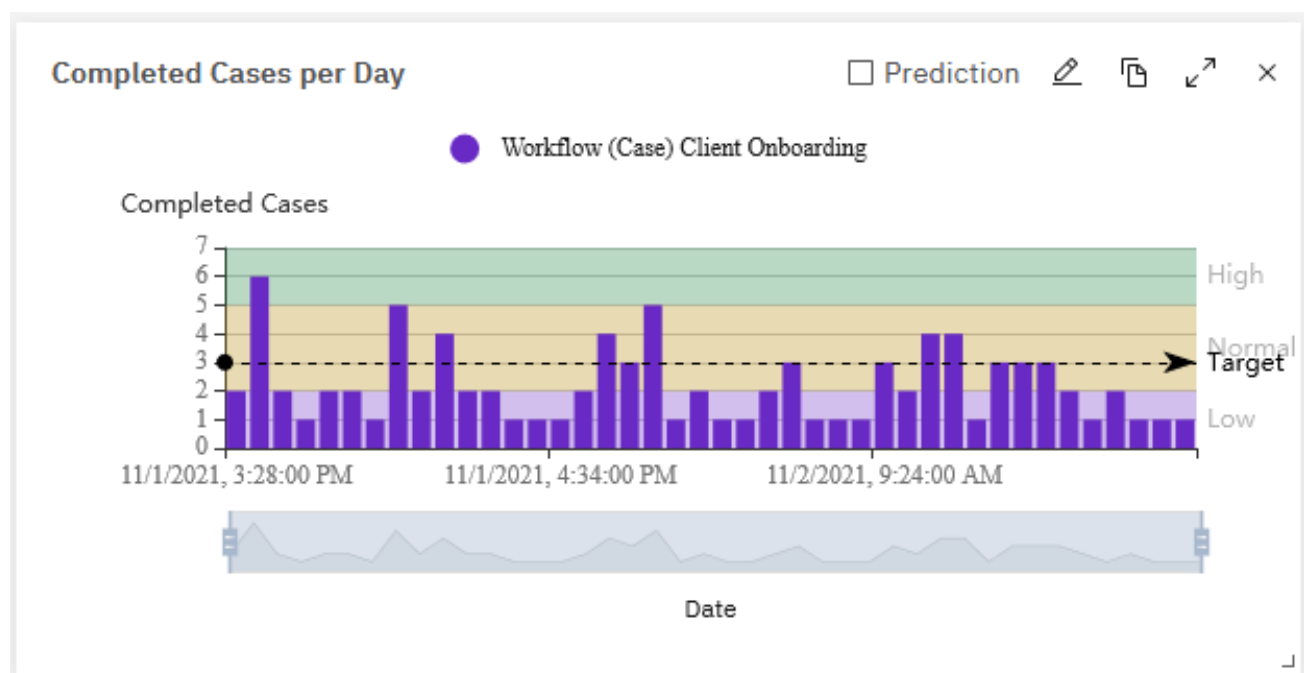 Completed Cases per Day
Prediction
Workflow (Case) Client Onboarding
Completed Cases
7
6
High
5
4
Normal
3
Target
2
1
Low
0
11/1/2021, 3:28:00 PM
11/1/2021, 4:34:00 PM
11/2/2021, 9:24:00 AM
Date